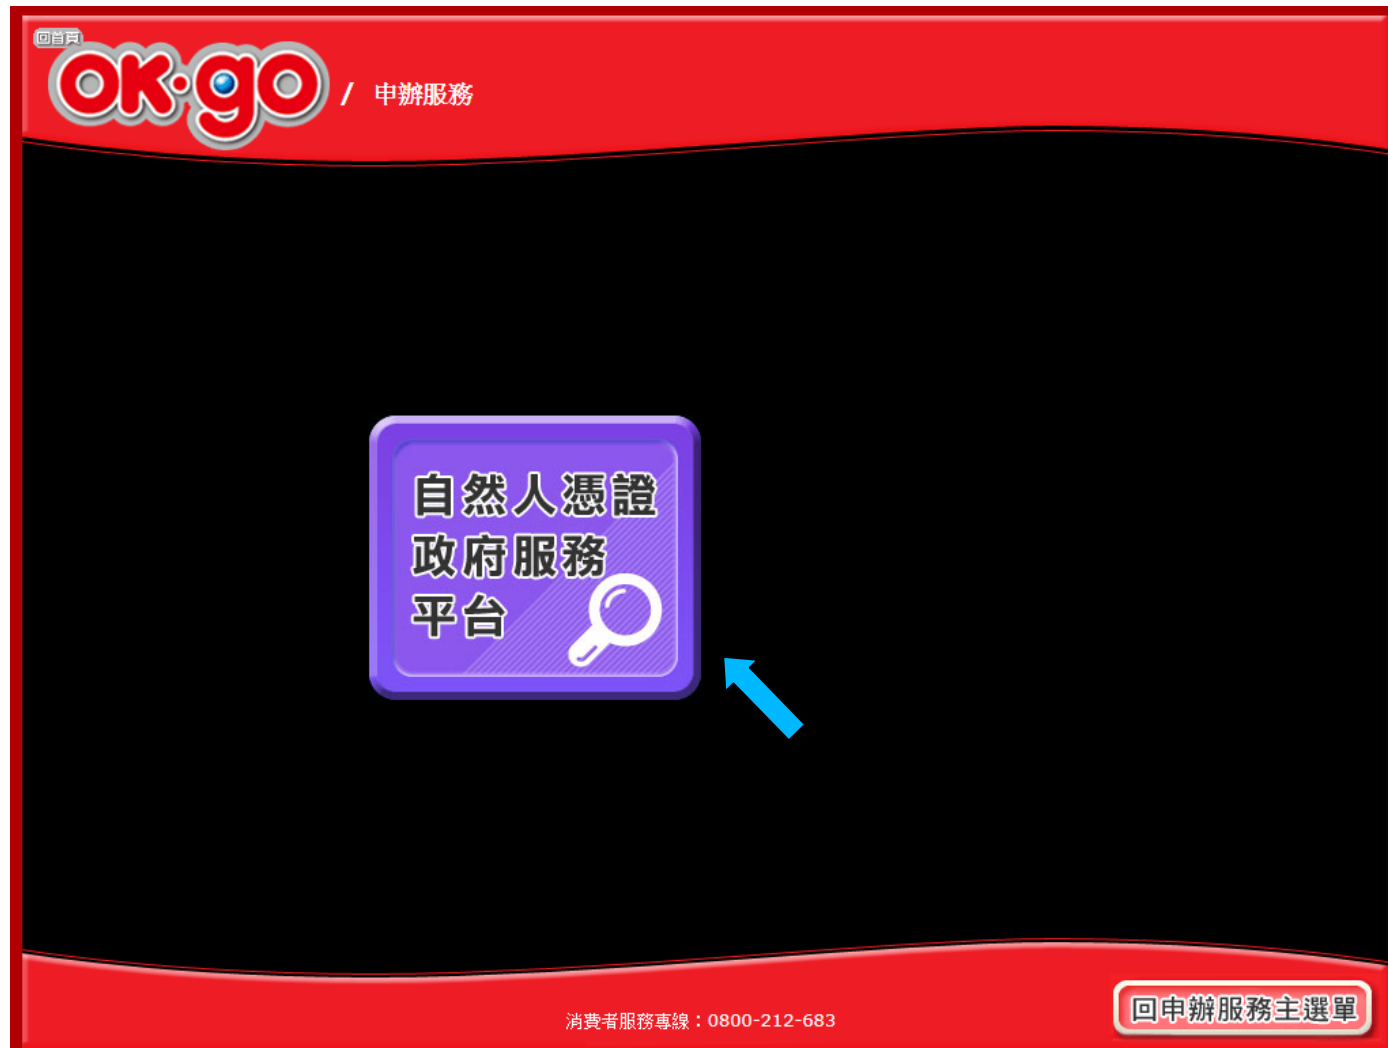 回首頁
OK·go / 申辦服務
自然人憑證
政府服務
平台
消費者服務專線：0800-212-683
回申辦服務主選單